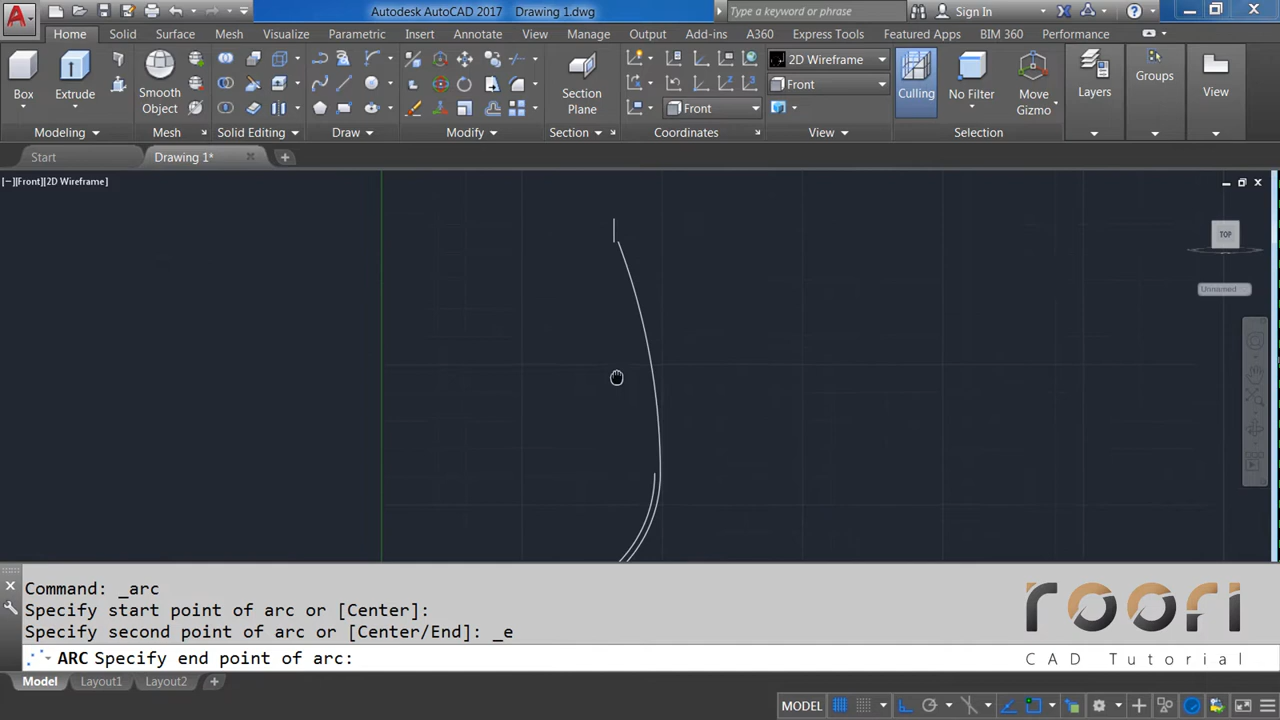 Autodesk AutoCAD 2017 Drawing 1.dwg
Type a keyword or phrase
Sign In
Home Solid Surface Mesh Visualize Parametric Insert Annotate View Manage Output Add-ins A360 Express Tools Featured Apps BIM 360 Performance
Box Extrude Smooth Object Section Plane
2D Wireframe
Front
Front
Culling No Filter Move Gizmo Layers Groups View
Modeling Mesh Solid Editing Draw Modify Section Coordinates View Selection
Start Drawing 1*
[−][Front][2D Wireframe]
TOP
Unnamed
Command: _arc
Specify start point of arc or [Center]:
Specify second point of arc or [Center/End]: _e
ARC Specify end point of arc:
roofi
CAD Tutorial
Model Layout1 Layout2
MODEL